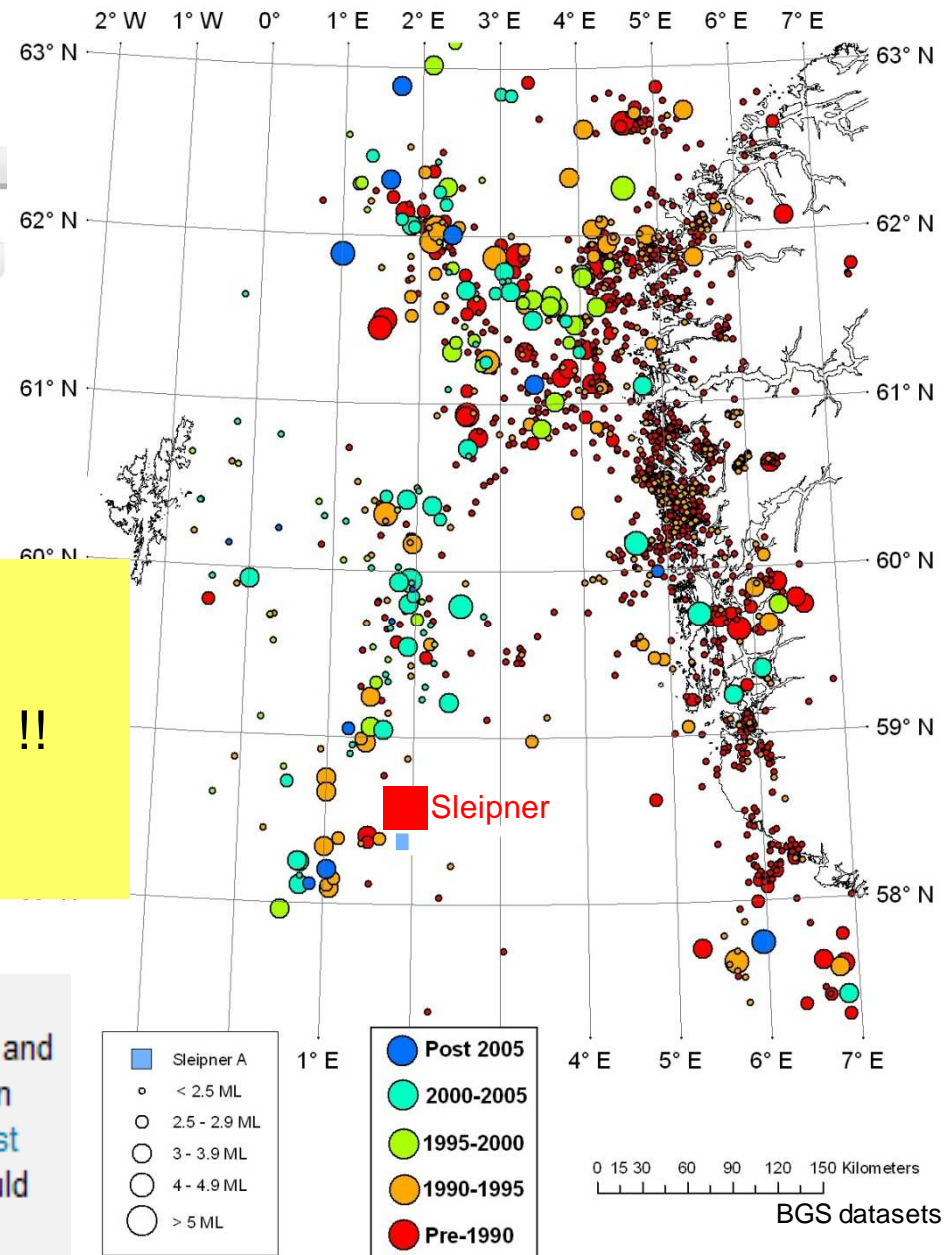 2° W 1° W 0° 1° E 2° E 3° E 4° E 5° E 6° E 7° E
63° N 63° N
62° N 62° N
61° N 61° N
60° N 60° N
!!
59° N
Sleipner
58° N
and
1° E 4° E 5° E 6° E 7° E
Sleipner A
< 2.5 ML
2.5 - 2.9 ML
3 - 3.9 ML
4 - 4.9 ML
> 5 ML
Post 2005
2000-2005
1995-2000
1990-1995
Pre-1990
0 15 30 60 90 120 150 Kilometers
BGS datasets